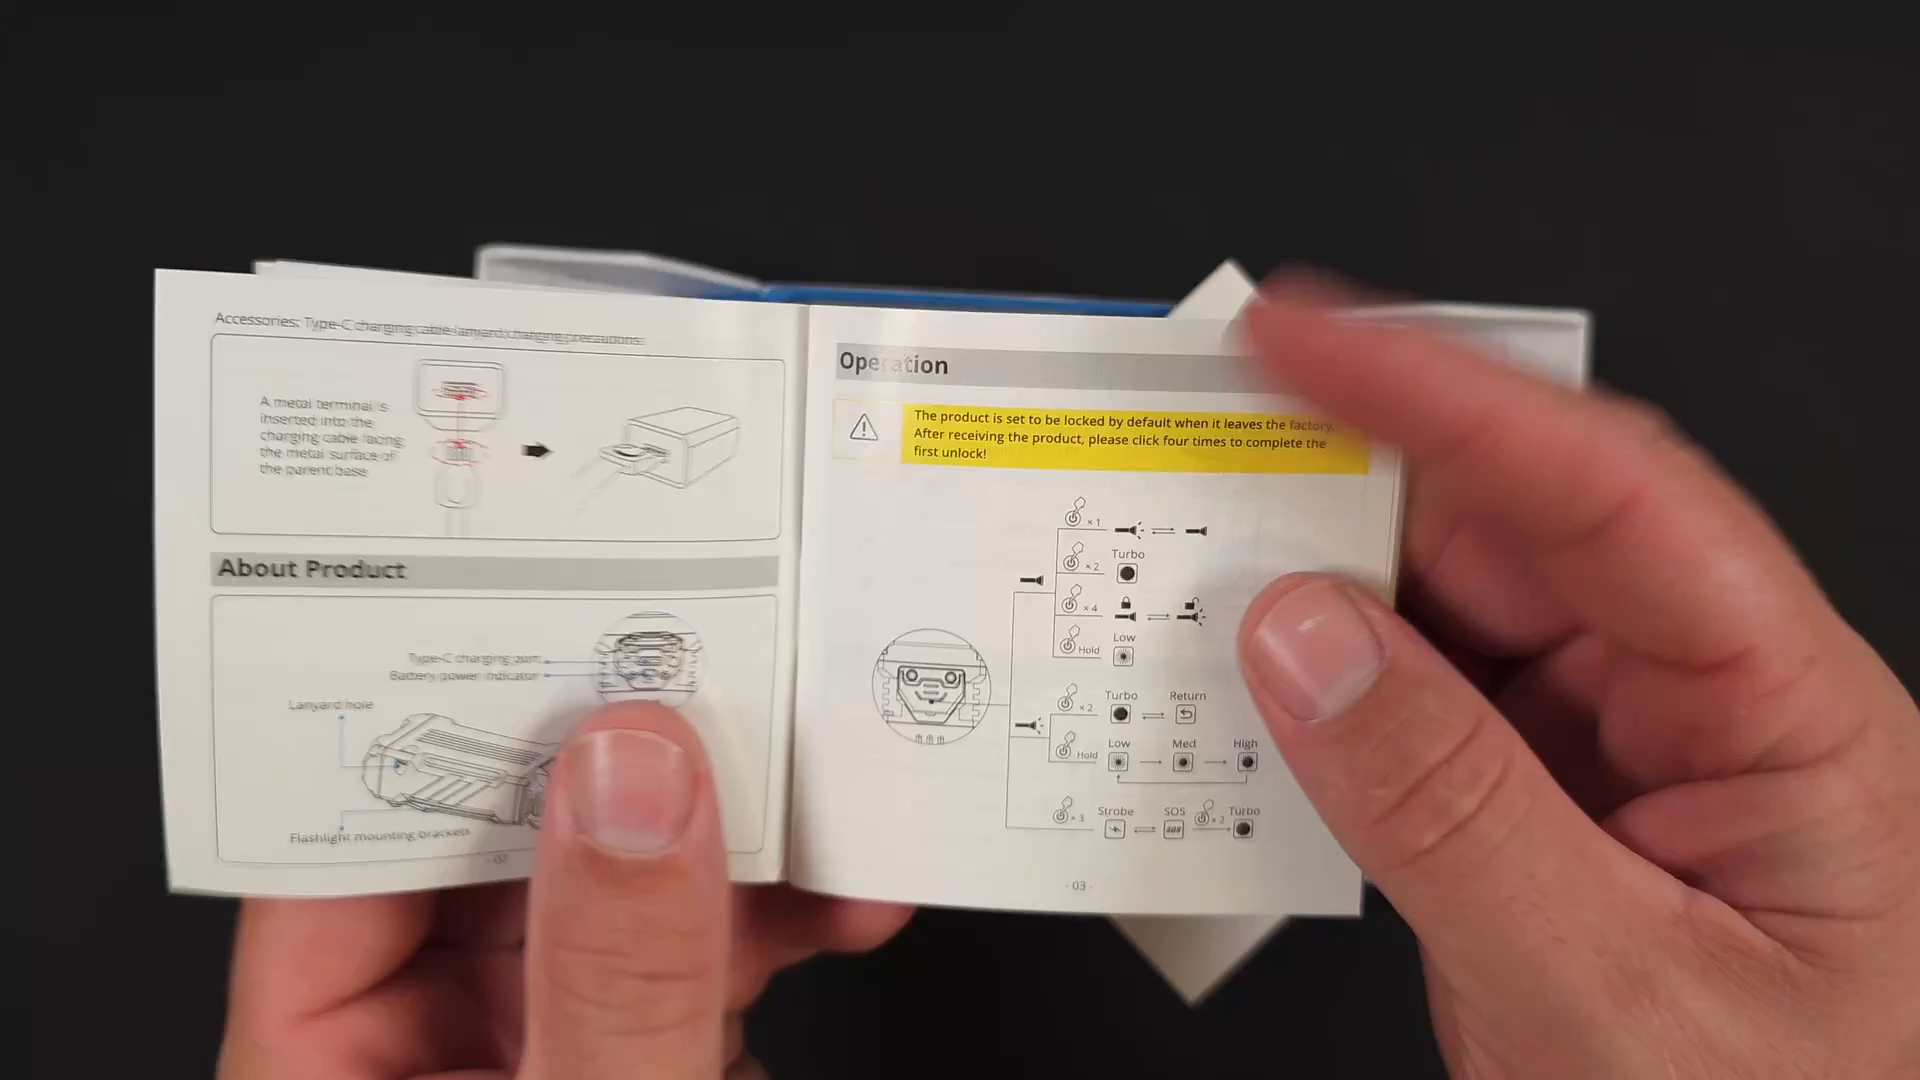 Accessories: Type-C charging cable lanyard, charging precautions.
A metal terminal is
inserted into the
charging cable facing
the metal surface of
the parent base
About Product
Type-C charging port
Battery power indicator
Lanyard hole
Flashlight mounting brackets
- 02
Operation
The product is set to be locked by default when it leaves the factory.
After receiving the product, please click four times to complete the
first unlock!
× 1
Turbo
× 2
× 4
Low
Hold
Turbo Return
× 2
Low Med High
Hold
Strobe SOS Turbo
× 3 SOS × 2
- 03 -